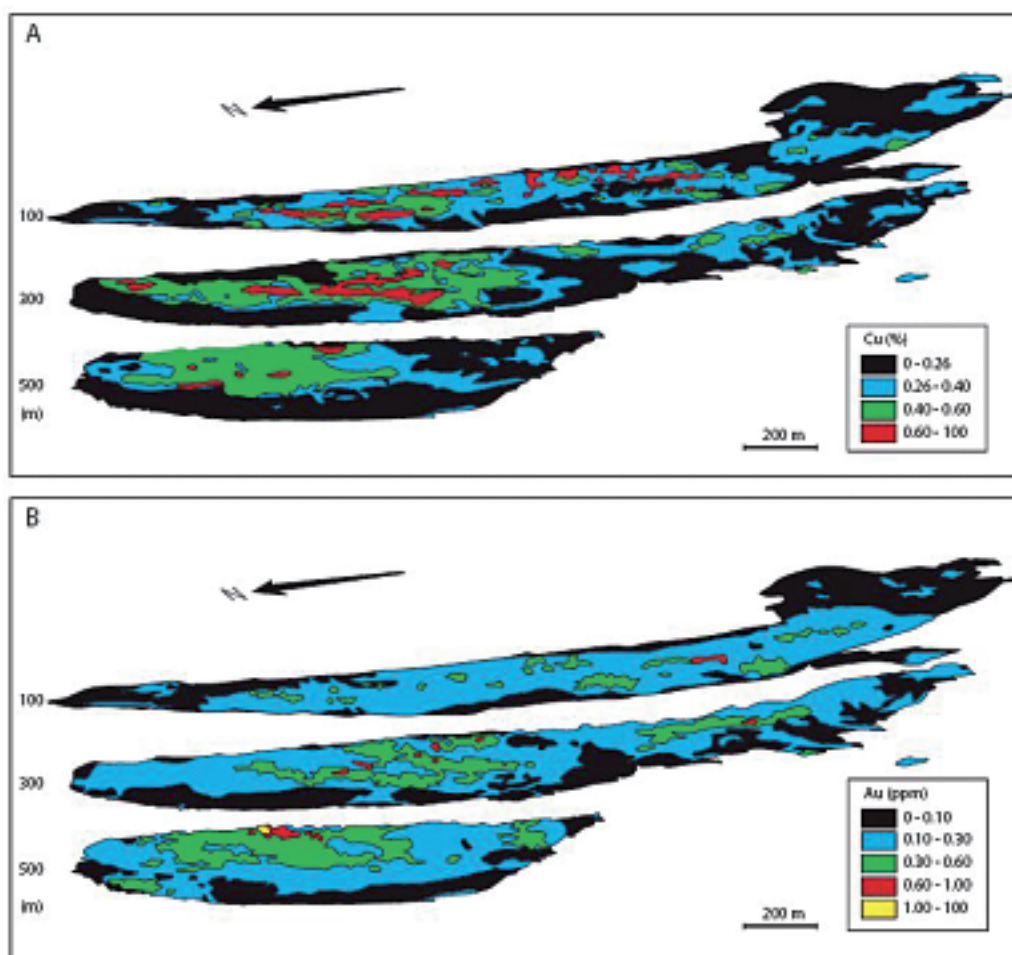 A
N
100
300
500
(m)
Cu (%)
0 - 0.26
0.26 - 0.40
0.40 - 0.60
0.60 - 100
200 m
B
N
100
300
500
(m)
Au (ppm)
0 - 0.10
0.10 - 0.30
0.30 - 0.60
0.60 - 1.00
1.00 - 100
200 m